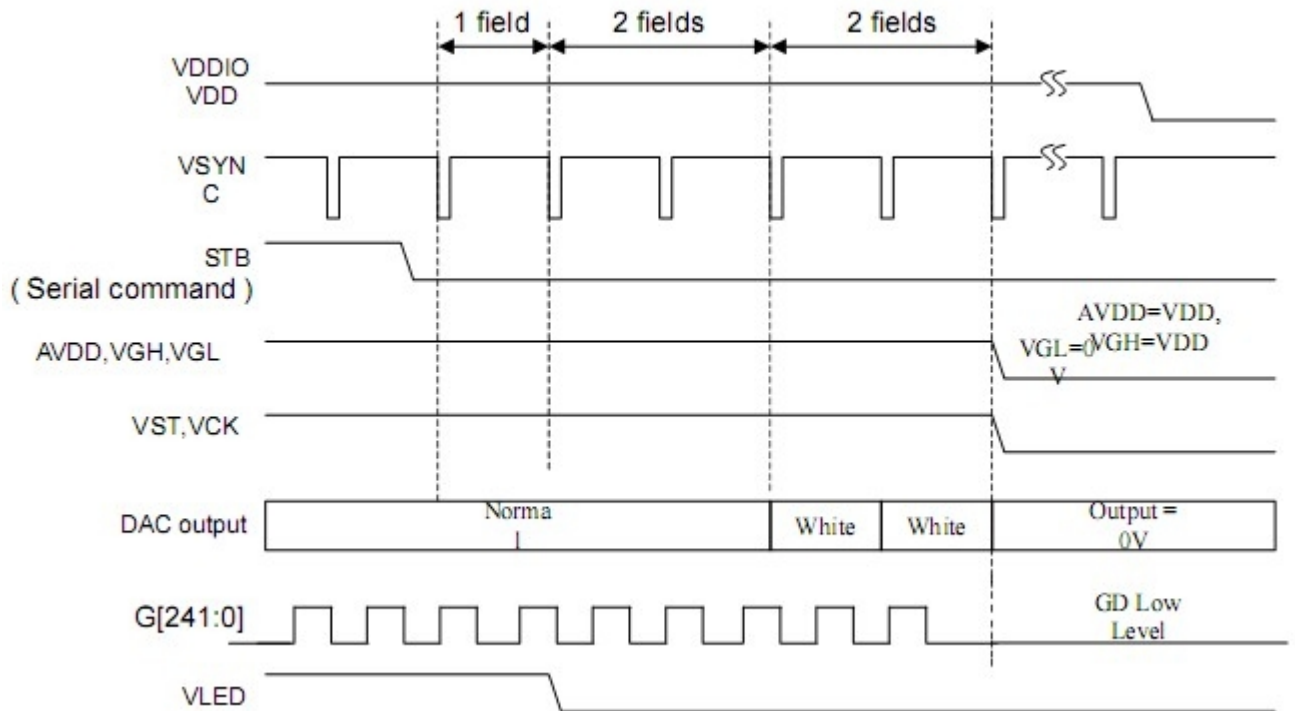 1 field
2 fields
2 fields
VDDIO
VDD
VSYN
C
STB
( Serial command )
AVDD,VGH,VGL
AVDD=VDD,
VGL=0 VGH=VDD
V
VST,VCK
DAC output
Norma
l
White
White
Output =
0V
G[241:0]
GD Low
Level
VLED